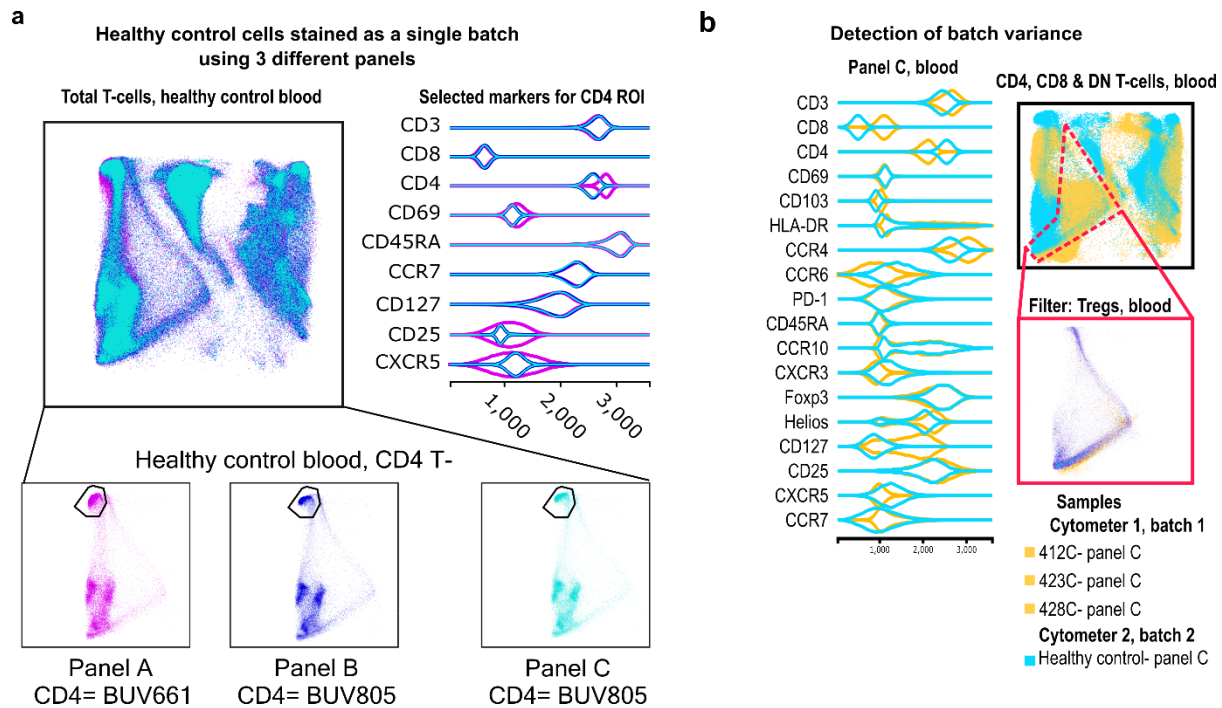 a
Healthy control cells stained as a single batch
using 3 different panels
Total T-cells, healthy control blood
Selected markers for CD4 ROI
CD3
CD8
CD4
CD69
CD45RA
CCR7
CD127
CD25
CXCR5
1,000
2,000
3,000
Healthy control blood, CD4 T-
Panel A
CD4= BUV661
Panel B
CD4= BUV805
Panel C
CD4= BUV805
b
Detection of batch variance
Panel C, blood
CD3
CD8
CD4
CD69
CD103
HLA-DR
CCR4
CCR6
PD-1
CD45RA
CCR10
CXCR3
Foxp3
Helios
CD127
CD25
CXCR5
CCR7
1,000
2,000
3,000
CD4, CD8 & DN T-cells, blood
Filter: Tregs, blood
Samples
Cytometer 1, batch 1
412C- panel C
423C- panel C
428C- panel C
Cytometer 2, batch 2
Healthy control- panel C